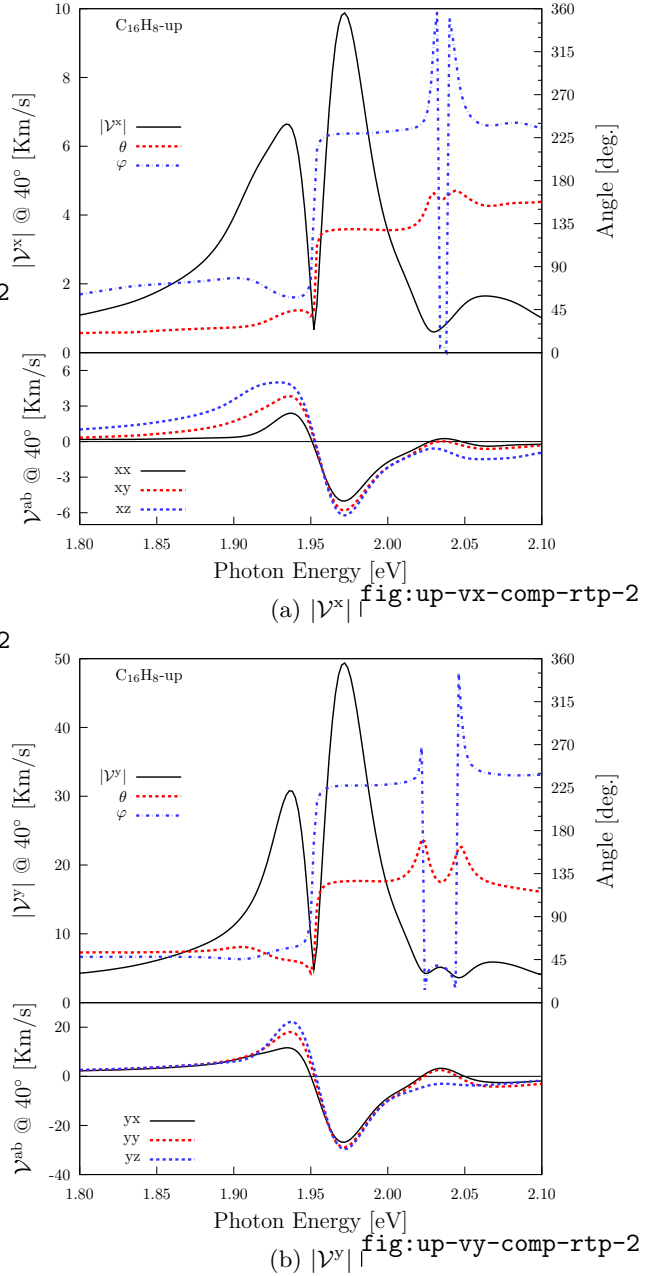 C₁₆H₈-up
|𝒱ˣ| @ 40° [Km/s]
0
2
4
6
8
10
|𝒱ˣ|
θ
φ
Angle [deg.]
0
45
90
135
180
225
270
315
360
2
𝒱ᵃᵇ @ 40° [Km/s]
-6
-3
0
3
6
xx
xy
xz
1.80 1.85 1.90 1.95 2.00 2.05 2.10
Photon Energy [eV]
(a) |𝒱ˣ| fig:up-vx-comp-rtp-2
2
C₁₆H₈-up
|𝒱ʸ| @ 40° [Km/s]
0
10
20
30
40
50
|𝒱ʸ|
θ
φ
Angle [deg.]
0
45
90
135
180
225
270
315
360
𝒱ᵃᵇ @ 40° [Km/s]
-40
-20
0
20
yx
yy
yz
1.80 1.85 1.90 1.95 2.00 2.05 2.10
Photon Energy [eV]
(b) |𝒱ʸ| fig:up-vy-comp-rtp-2